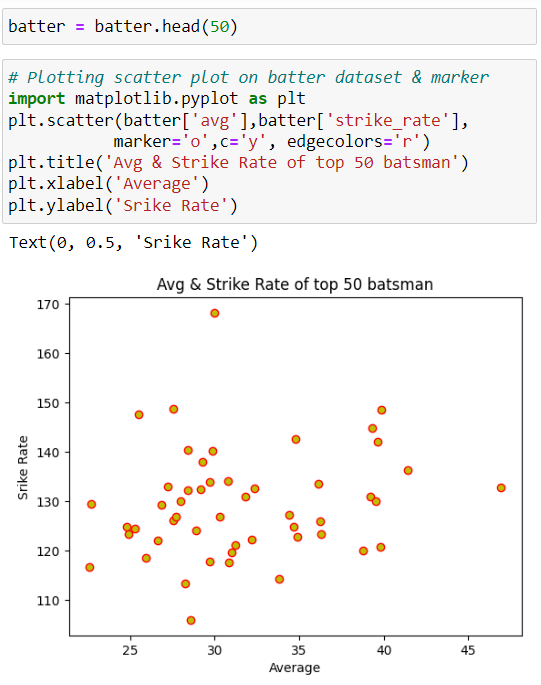 batter = batter.head(50)
# Plotting scatter plot on batter dataset & marker
import matplotlib.pyplot as plt
plt.scatter(batter['avg'],batter['strike_rate'],
marker='o',c='y', edgecolors='r')
plt.title('Avg & Strike Rate of top 50 batsman')
plt.xlabel('Average')
plt.ylabel('Srike Rate')
Text(0, 0.5, 'Srike Rate')
Avg & Strike Rate of top 50 batsman
170
160
150
140
130
120
110
Srike Rate
25 30 35 40 45
Average